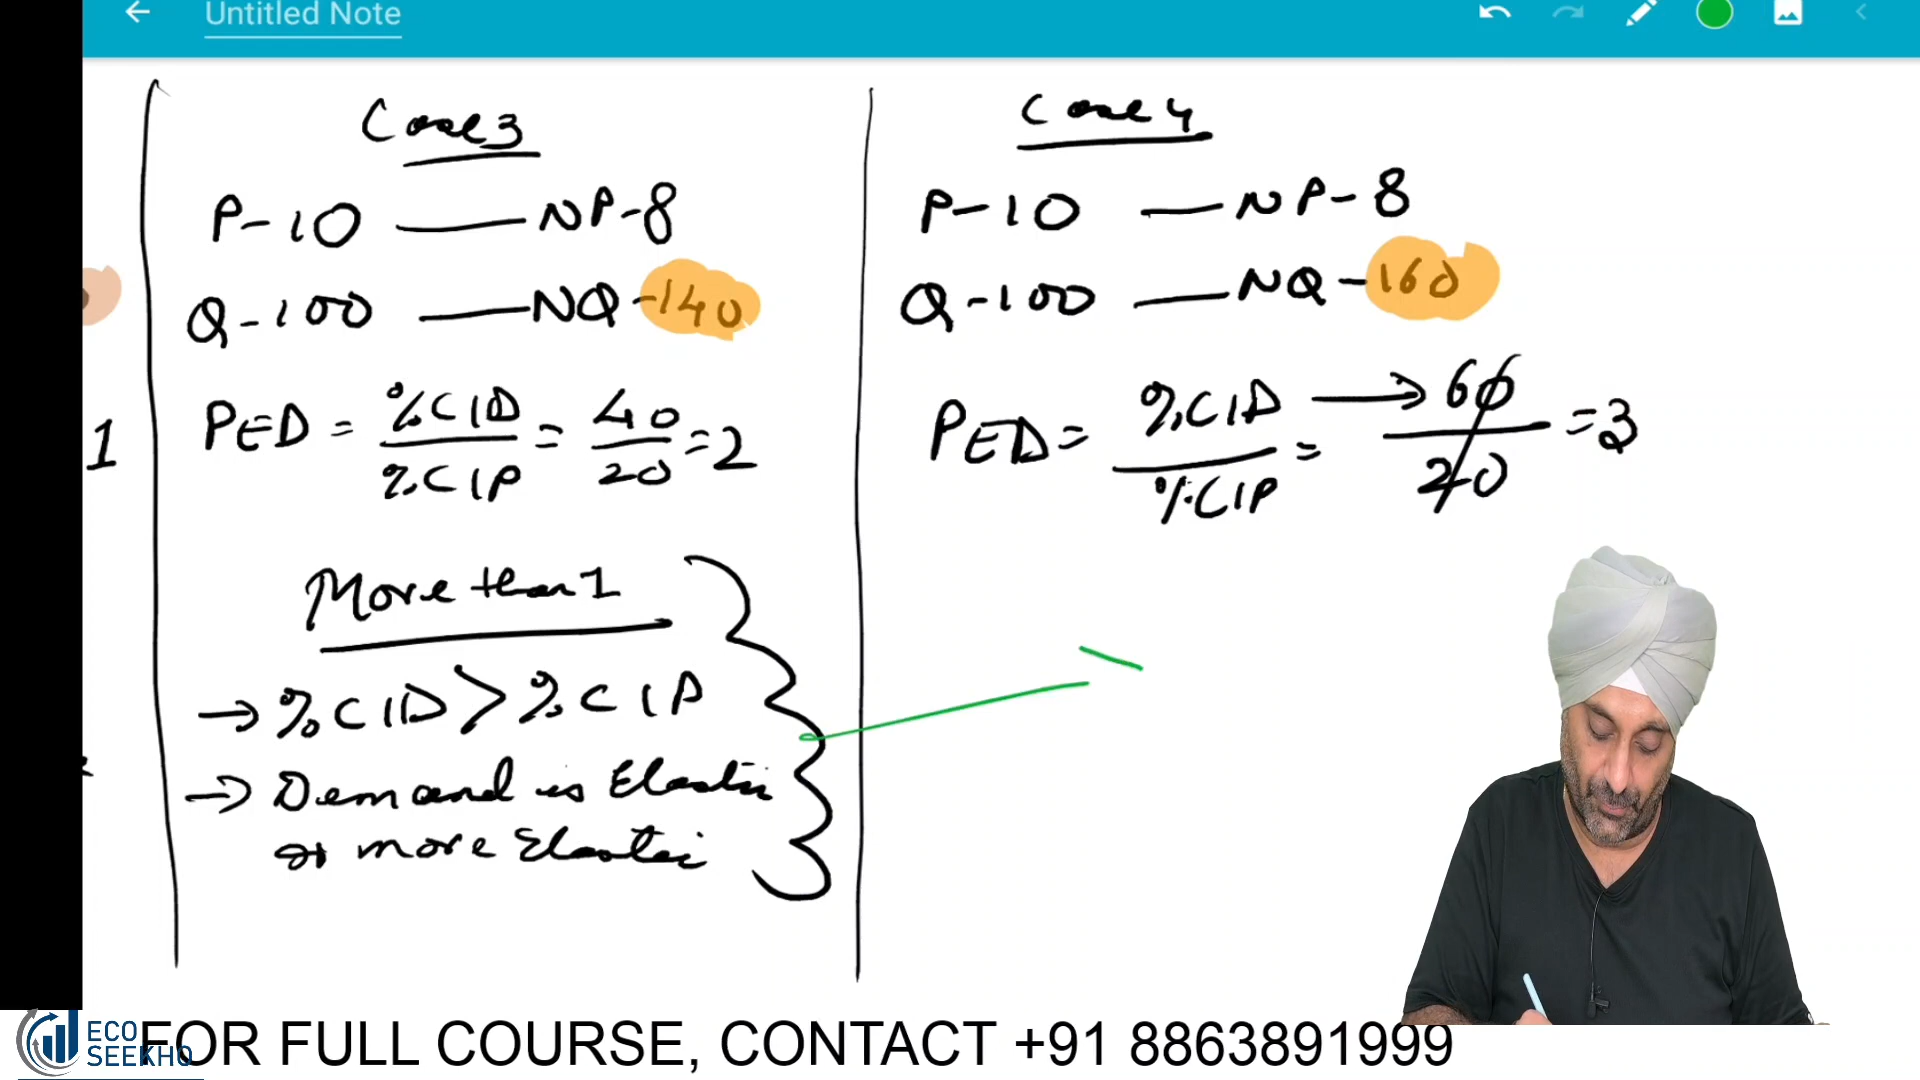 Untitled Note
Case 3
P-10 — NP-8
Q-100 — NQ-140
1
PED = %CID / %CIP = 40 / 20 = 2
More than 1
→ %CID > %CIP
→ Demand is Elastic
or more Elastic
Case 4
P-10 — NP-8
Q-100 — NQ-160
PED = %CID / %CIP = → 60 / 20 = 3
ECO
SEEKHO
FOR FULL COURSE, CONTACT +91 8863891999